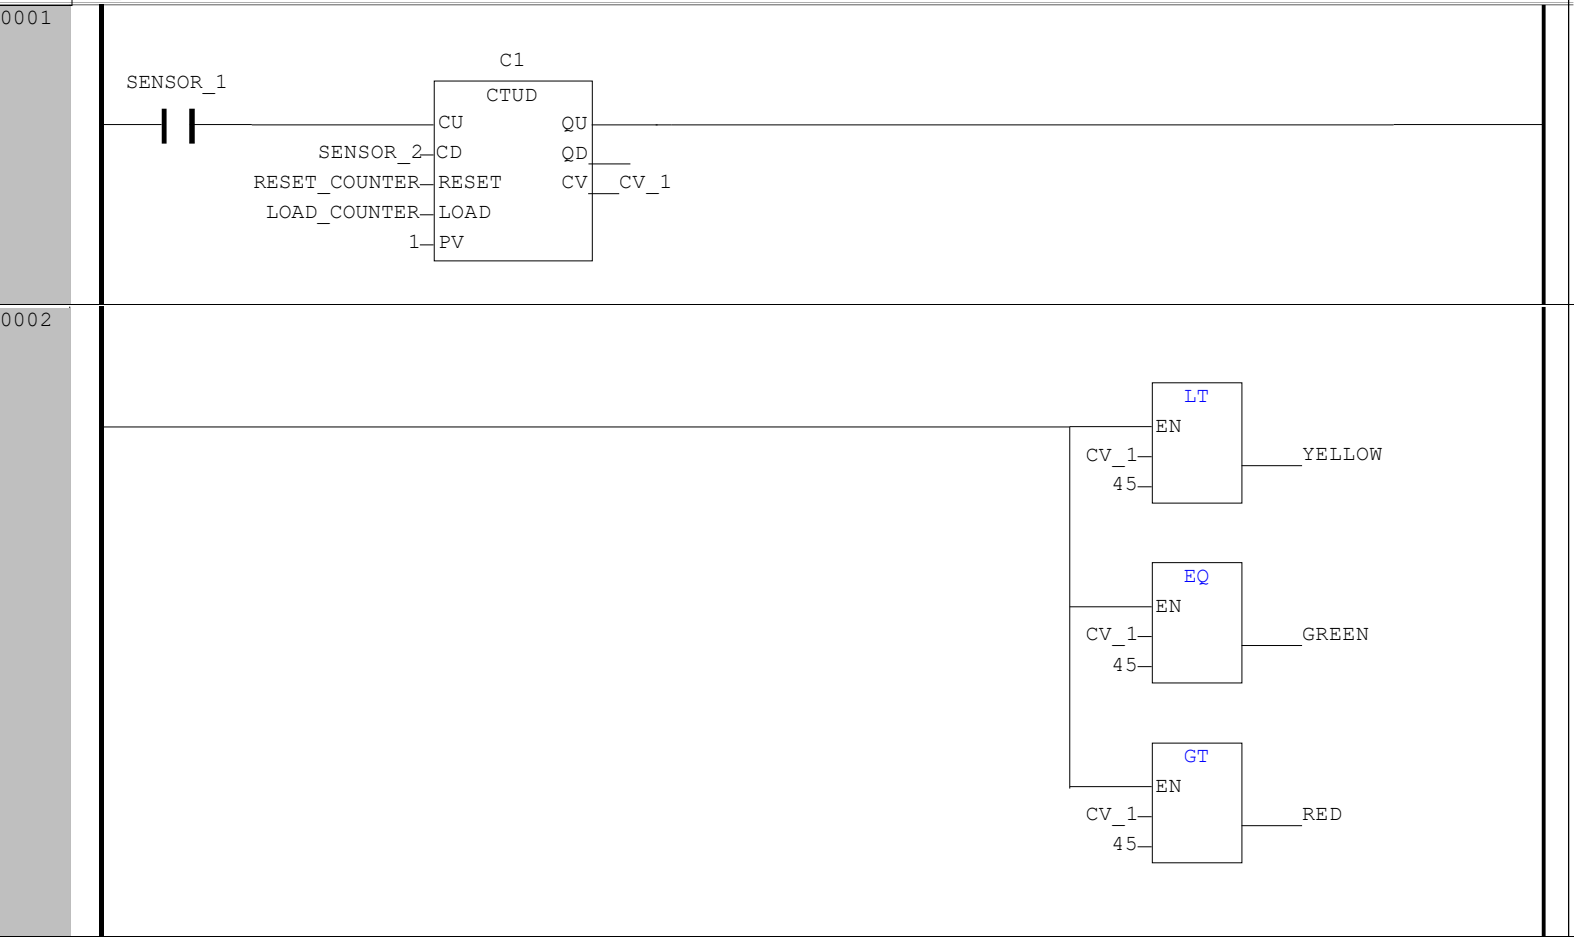 0001
C1
SENSOR_1
CTUD
CU QU
SENSOR_2 CD QD
RESET_COUNTER RESET CV CV_1
LOAD_COUNTER LOAD
1 PV
0002
LT
EN
CV_1 YELLOW
45
EQ
EN
CV_1 GREEN
45
GT
EN
CV_1 RED
45